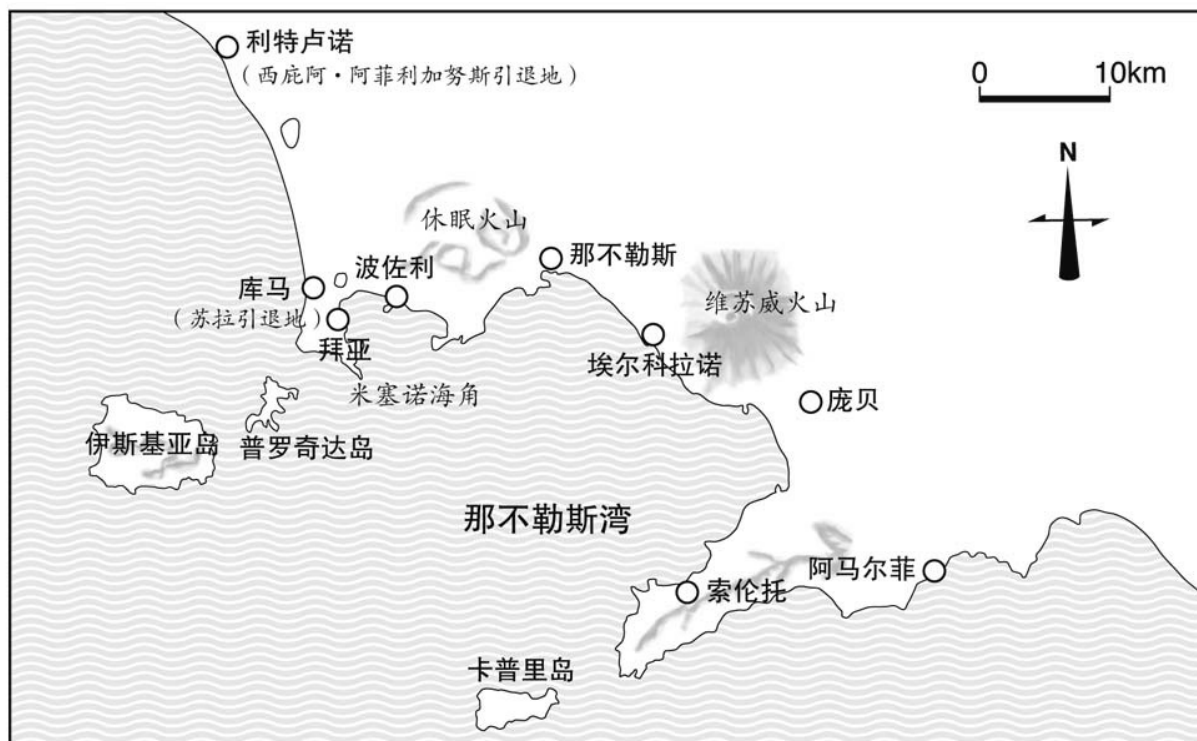 利特卢诺
（西庇阿·阿菲利加努斯引退地）
0 10km
N
休眠火山
那不勒斯
波佐利
库马
（苏拉引退地）
拜亚
维苏威火山
埃尔科拉诺
米塞诺海角
庞贝
伊斯基亚岛
普罗奇达岛
那不勒斯湾
阿马尔菲
索伦托
卡普里岛